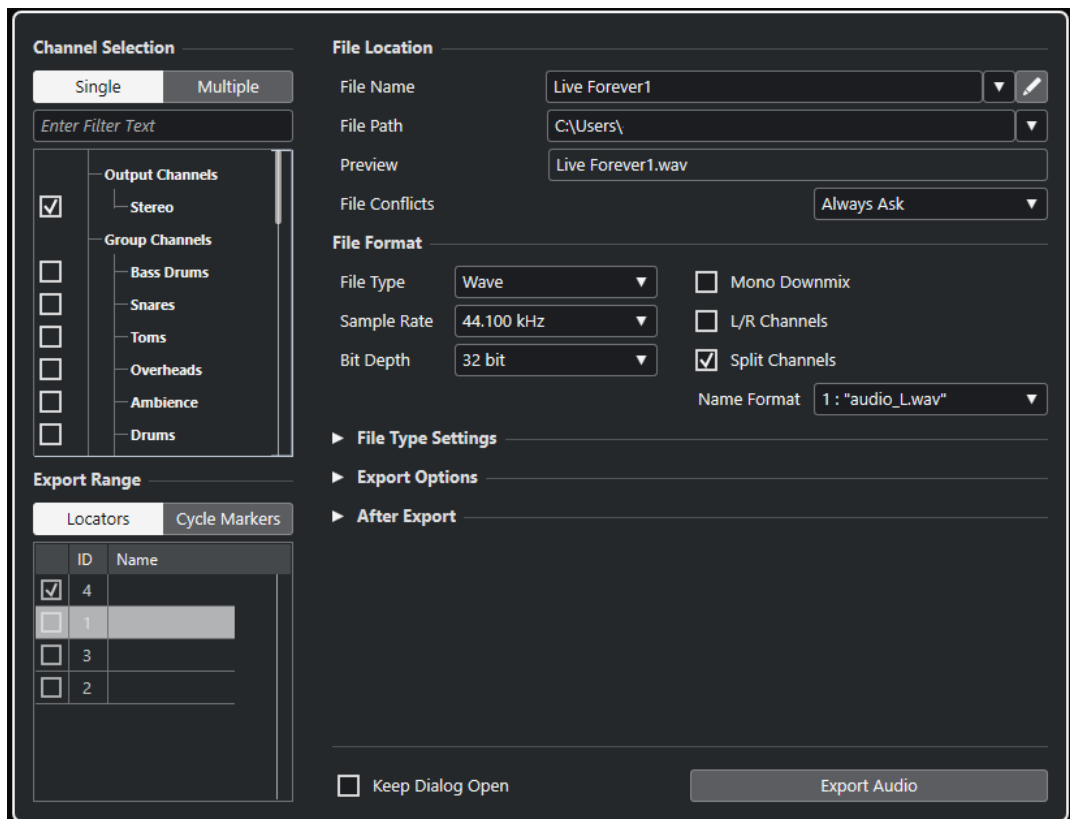 Channel Selection
Single Multiple
Enter Filter Text
Output Channels
Stereo
Group Channels
Bass Drums
Snares
Toms
Overheads
Ambience
Drums
Export Range
Locators Cycle Markers
ID Name
4
1
3
2
File Location
File Name Live Forever1
File Path C:\Users\
Preview Live Forever1.wav
File Conflicts Always Ask
File Format
File Type Wave Mono Downmix
Sample Rate 44.100 kHz L/R Channels
Bit Depth 32 bit Split Channels
Name Format 1 : "audio_L.wav"
File Type Settings
Export Options
After Export
Keep Dialog Open Export Audio